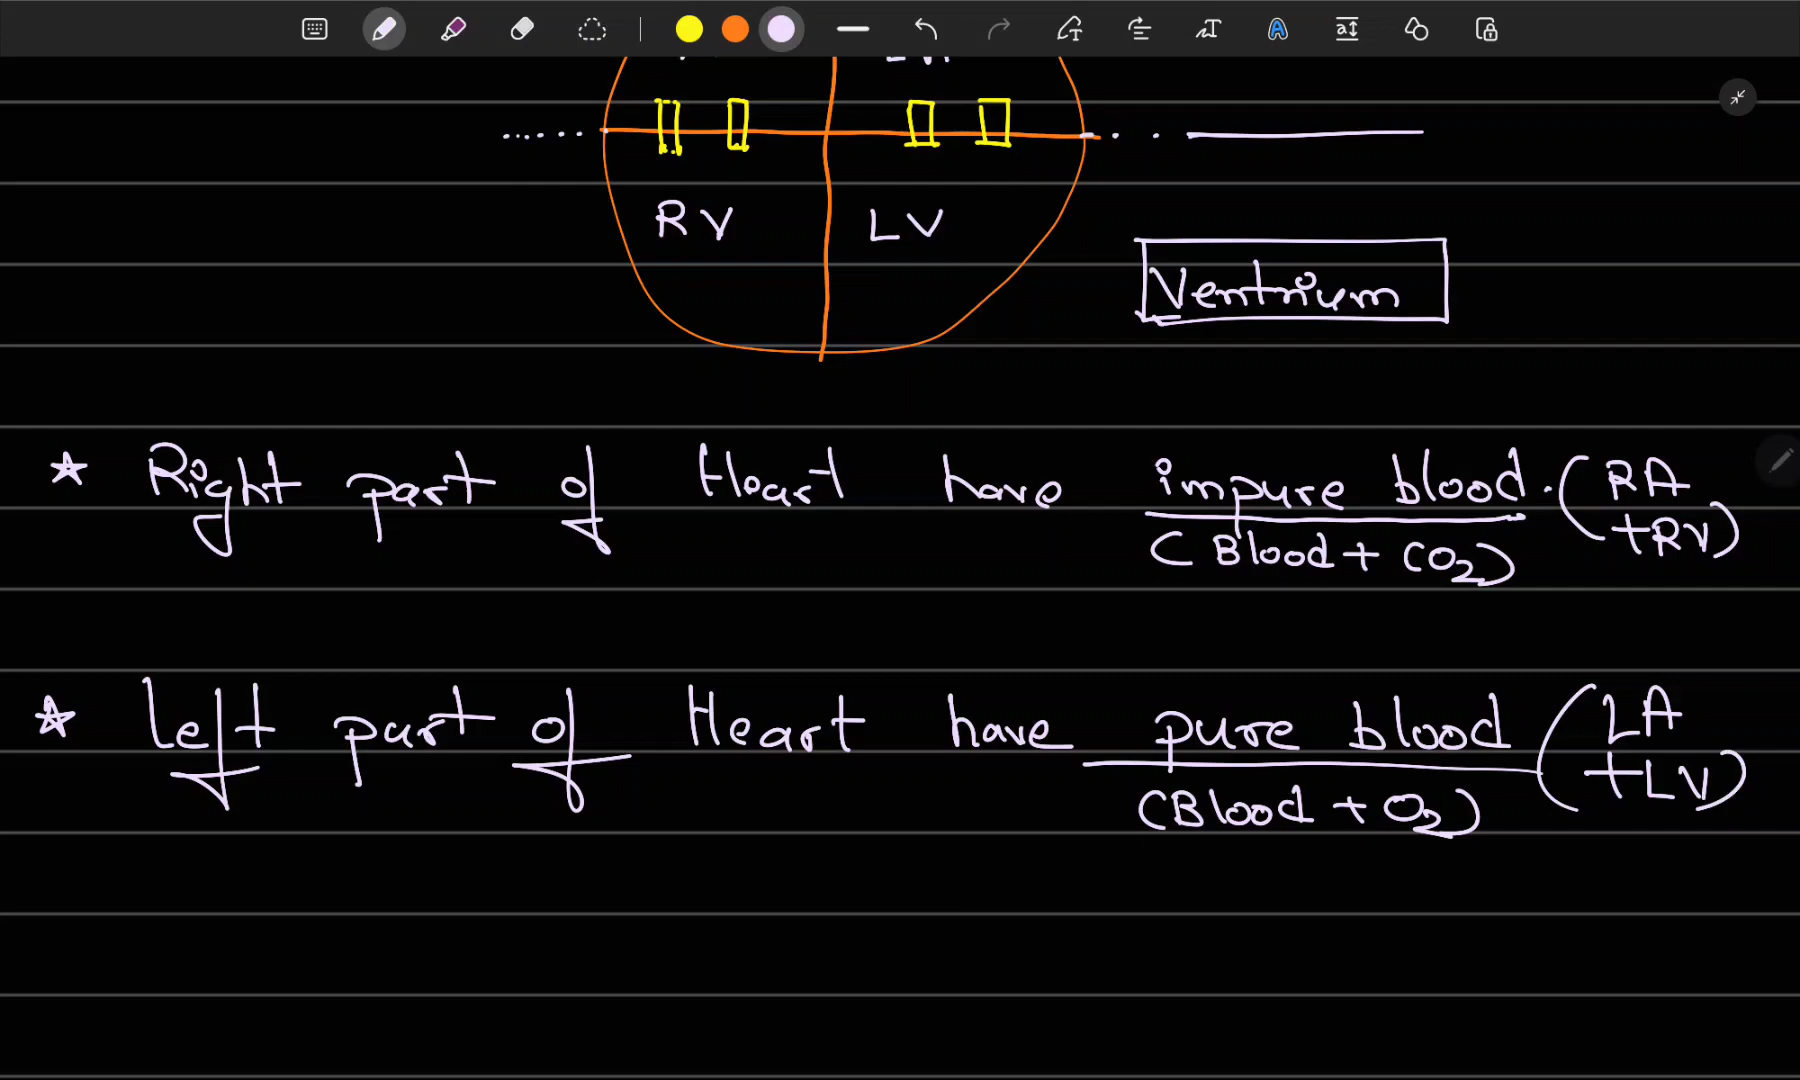 RV LV
Ventrium
★ Right part of Heart have impure blood. (RA
(Blood + CO2) +RV)
★ Left part of Heart have pure blood (LA
(Blood + O2) +LV)